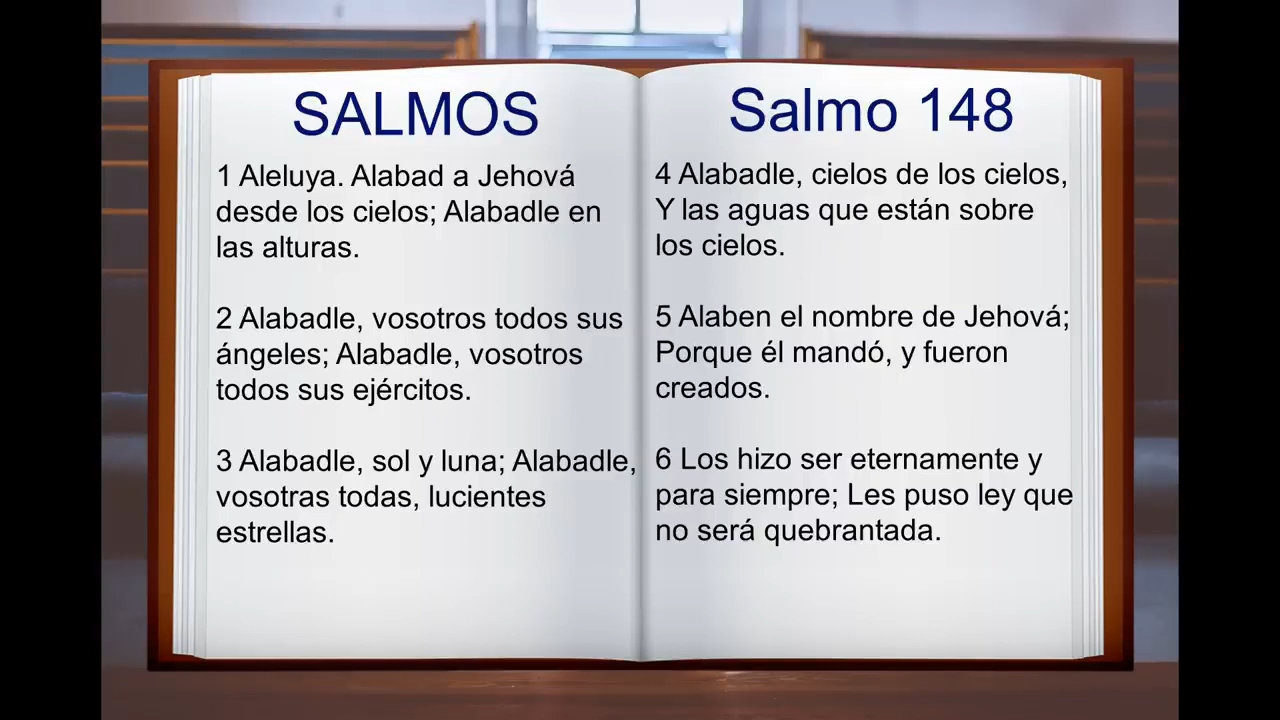 SALMOS
1 Aleluya. Alabad a Jehová
desde los cielos; Alabadle en
las alturas.
2 Alabadle, vosotros todos sus
ángeles; Alabadle, vosotros
todos sus ejércitos.
3 Alabadle, sol y luna; Alabadle,
vosotras todas, lucientes
estrellas.
Salmo 148
4 Alabadle, cielos de los cielos,
Y las aguas que están sobre
los cielos.
5 Alaben el nombre de Jehová;
Porque él mandó, y fueron
creados.
6 Los hizo ser eternamente y
para siempre; Les puso ley que
no será quebrantada.